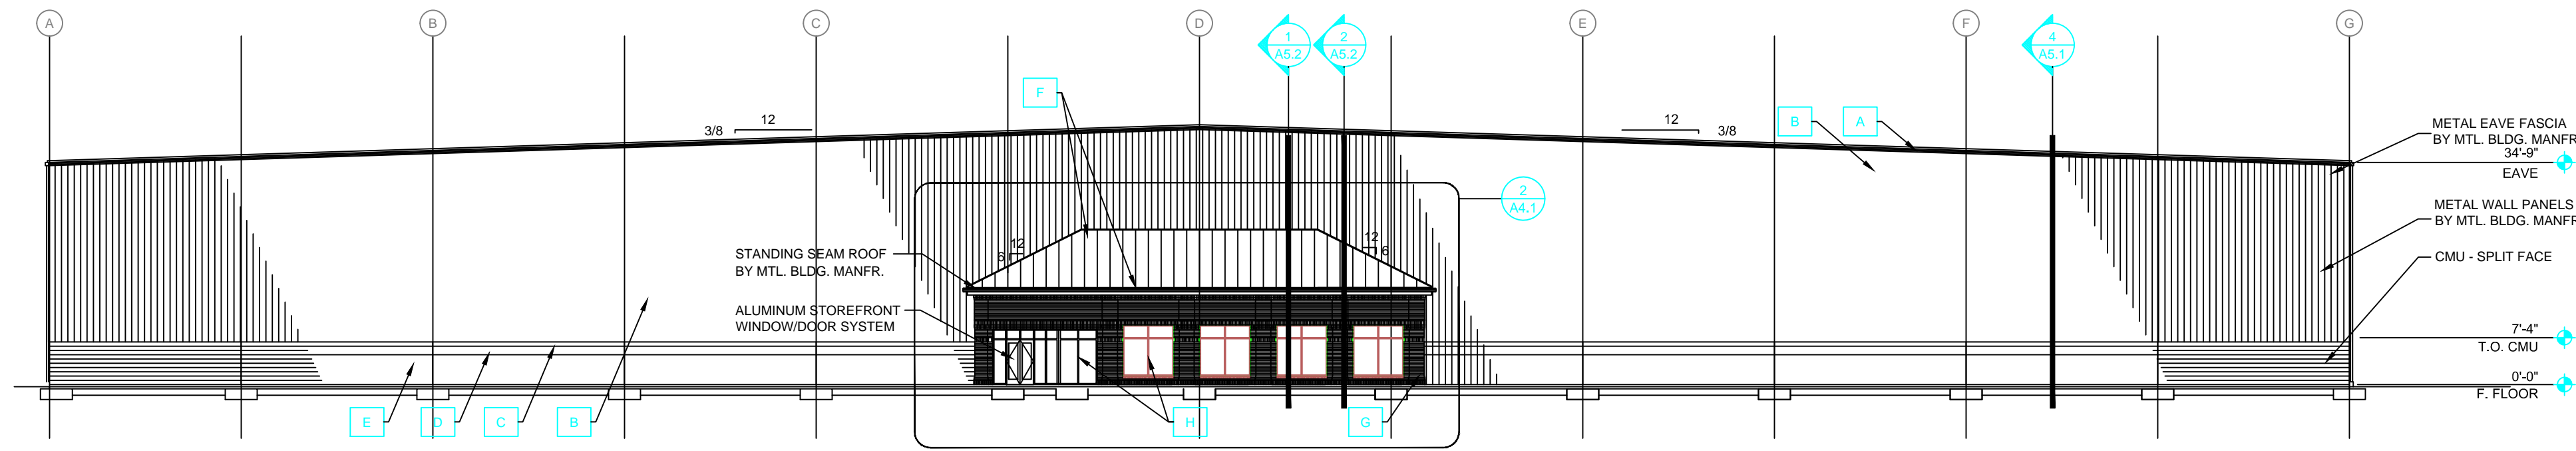 A B C D E F G
1
A5.2
2
A5.2
4
A5.1
F
12
3/8
12
3/8
B A
METAL EAVE FASCIA
BY MTL. BLDG. MANFR
34'-9"
EAVE
2
A4.1
METAL WALL PANELS
BY MTL. BLDG. MANFR
STANDING SEAM ROOF
BY MTL. BLDG. MANFR.
12
6
12
6
CMU - SPLIT FACE
ALUMINUM STOREFRONT
WINDOW/DOOR SYSTEM
7'-4"
T.O. CMU
0'-0"
F. FLOOR
E D C B H G